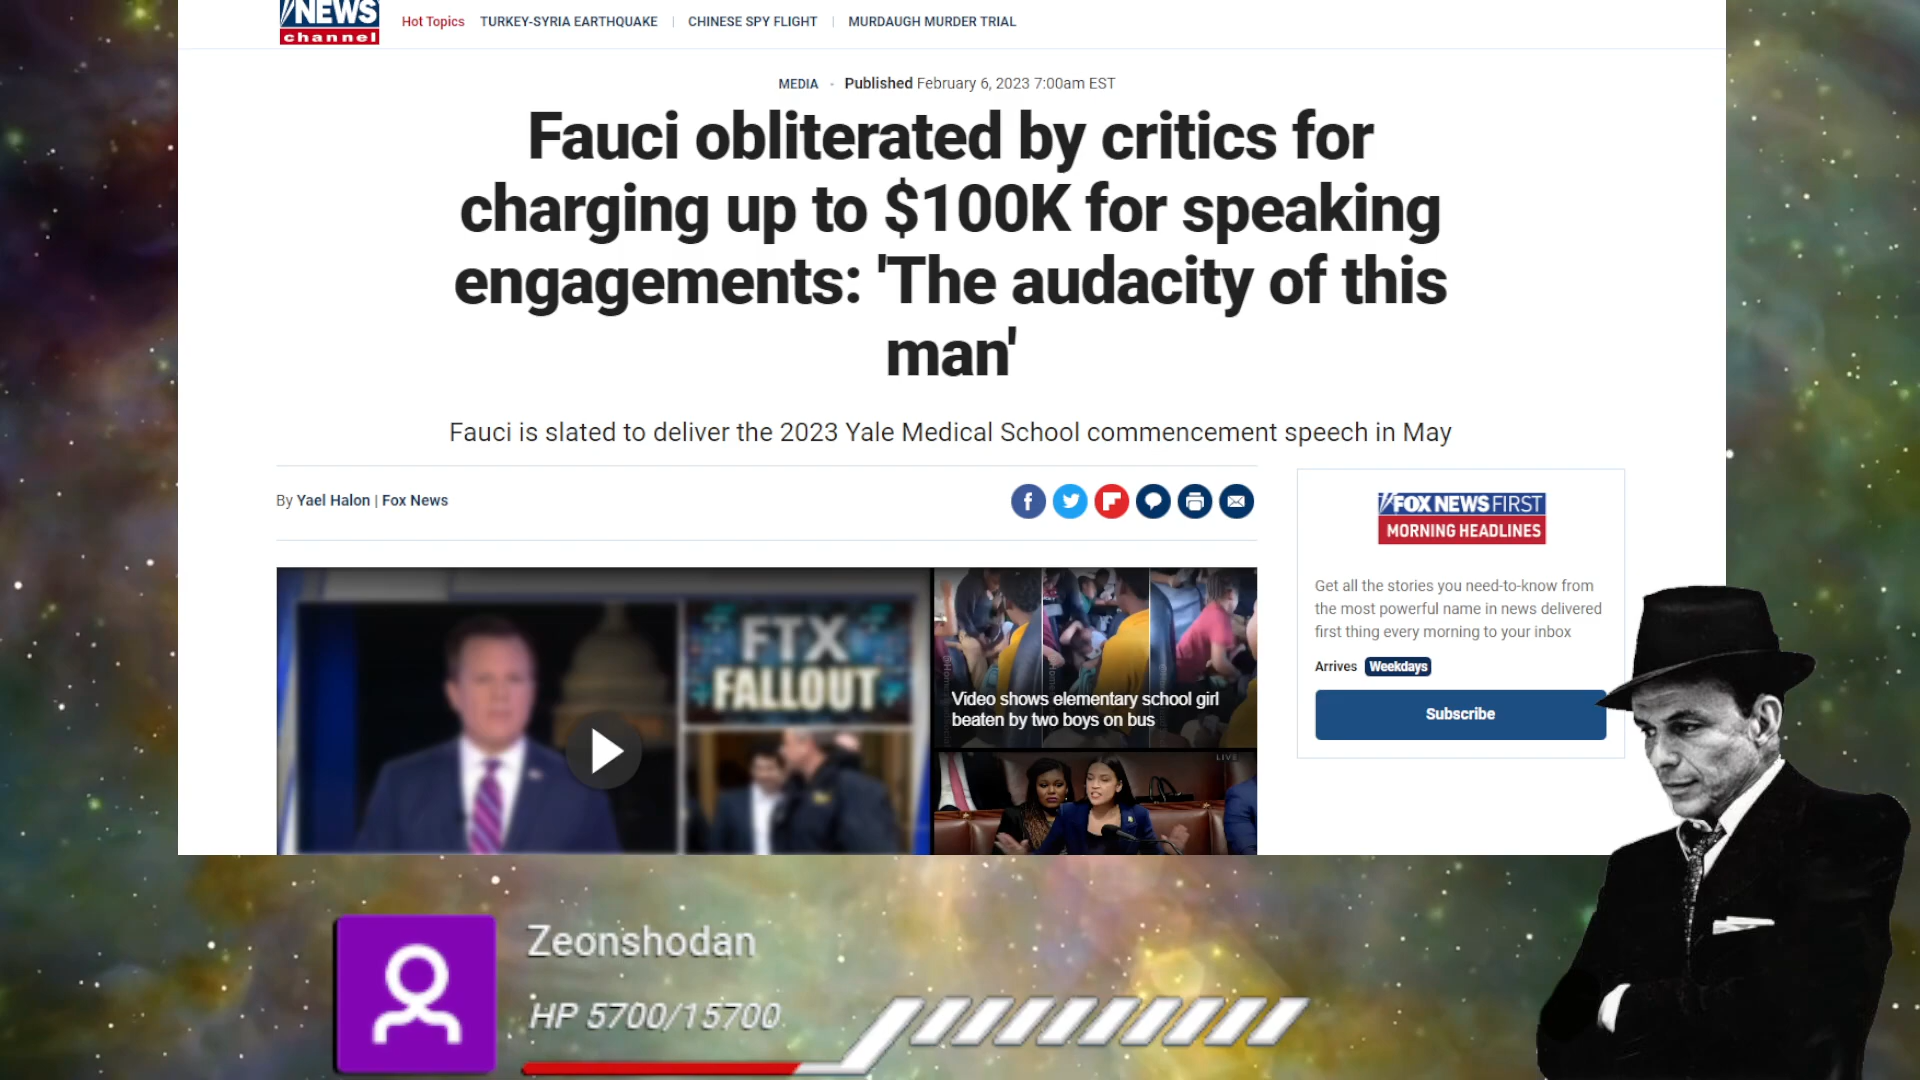 NEWS
channel
Hot Topics TURKEY-SYRIA EARTHQUAKE CHINESE SPY FLIGHT MURDAUGH MURDER TRIAL
MEDIA - Published February 6, 2023 7:00am EST
Fauci obliterated by critics for
charging up to $100K for speaking
engagements: 'The audacity of this
man'
Fauci is slated to deliver the 2023 Yale Medical School commencement speech in May
By Yael Halon | Fox News
FOX NEWS FIRST
MORNING HEADLINES
Get all the stories you need-to-know from
the most powerful name in news delivered
first thing every morning to your inbox
Arrives Weekdays
Subscribe
FTX
FALLOUT
Video shows elementary school girl
beaten by two boys on bus
LIVE
Zeonshodan
HP 5700/15700